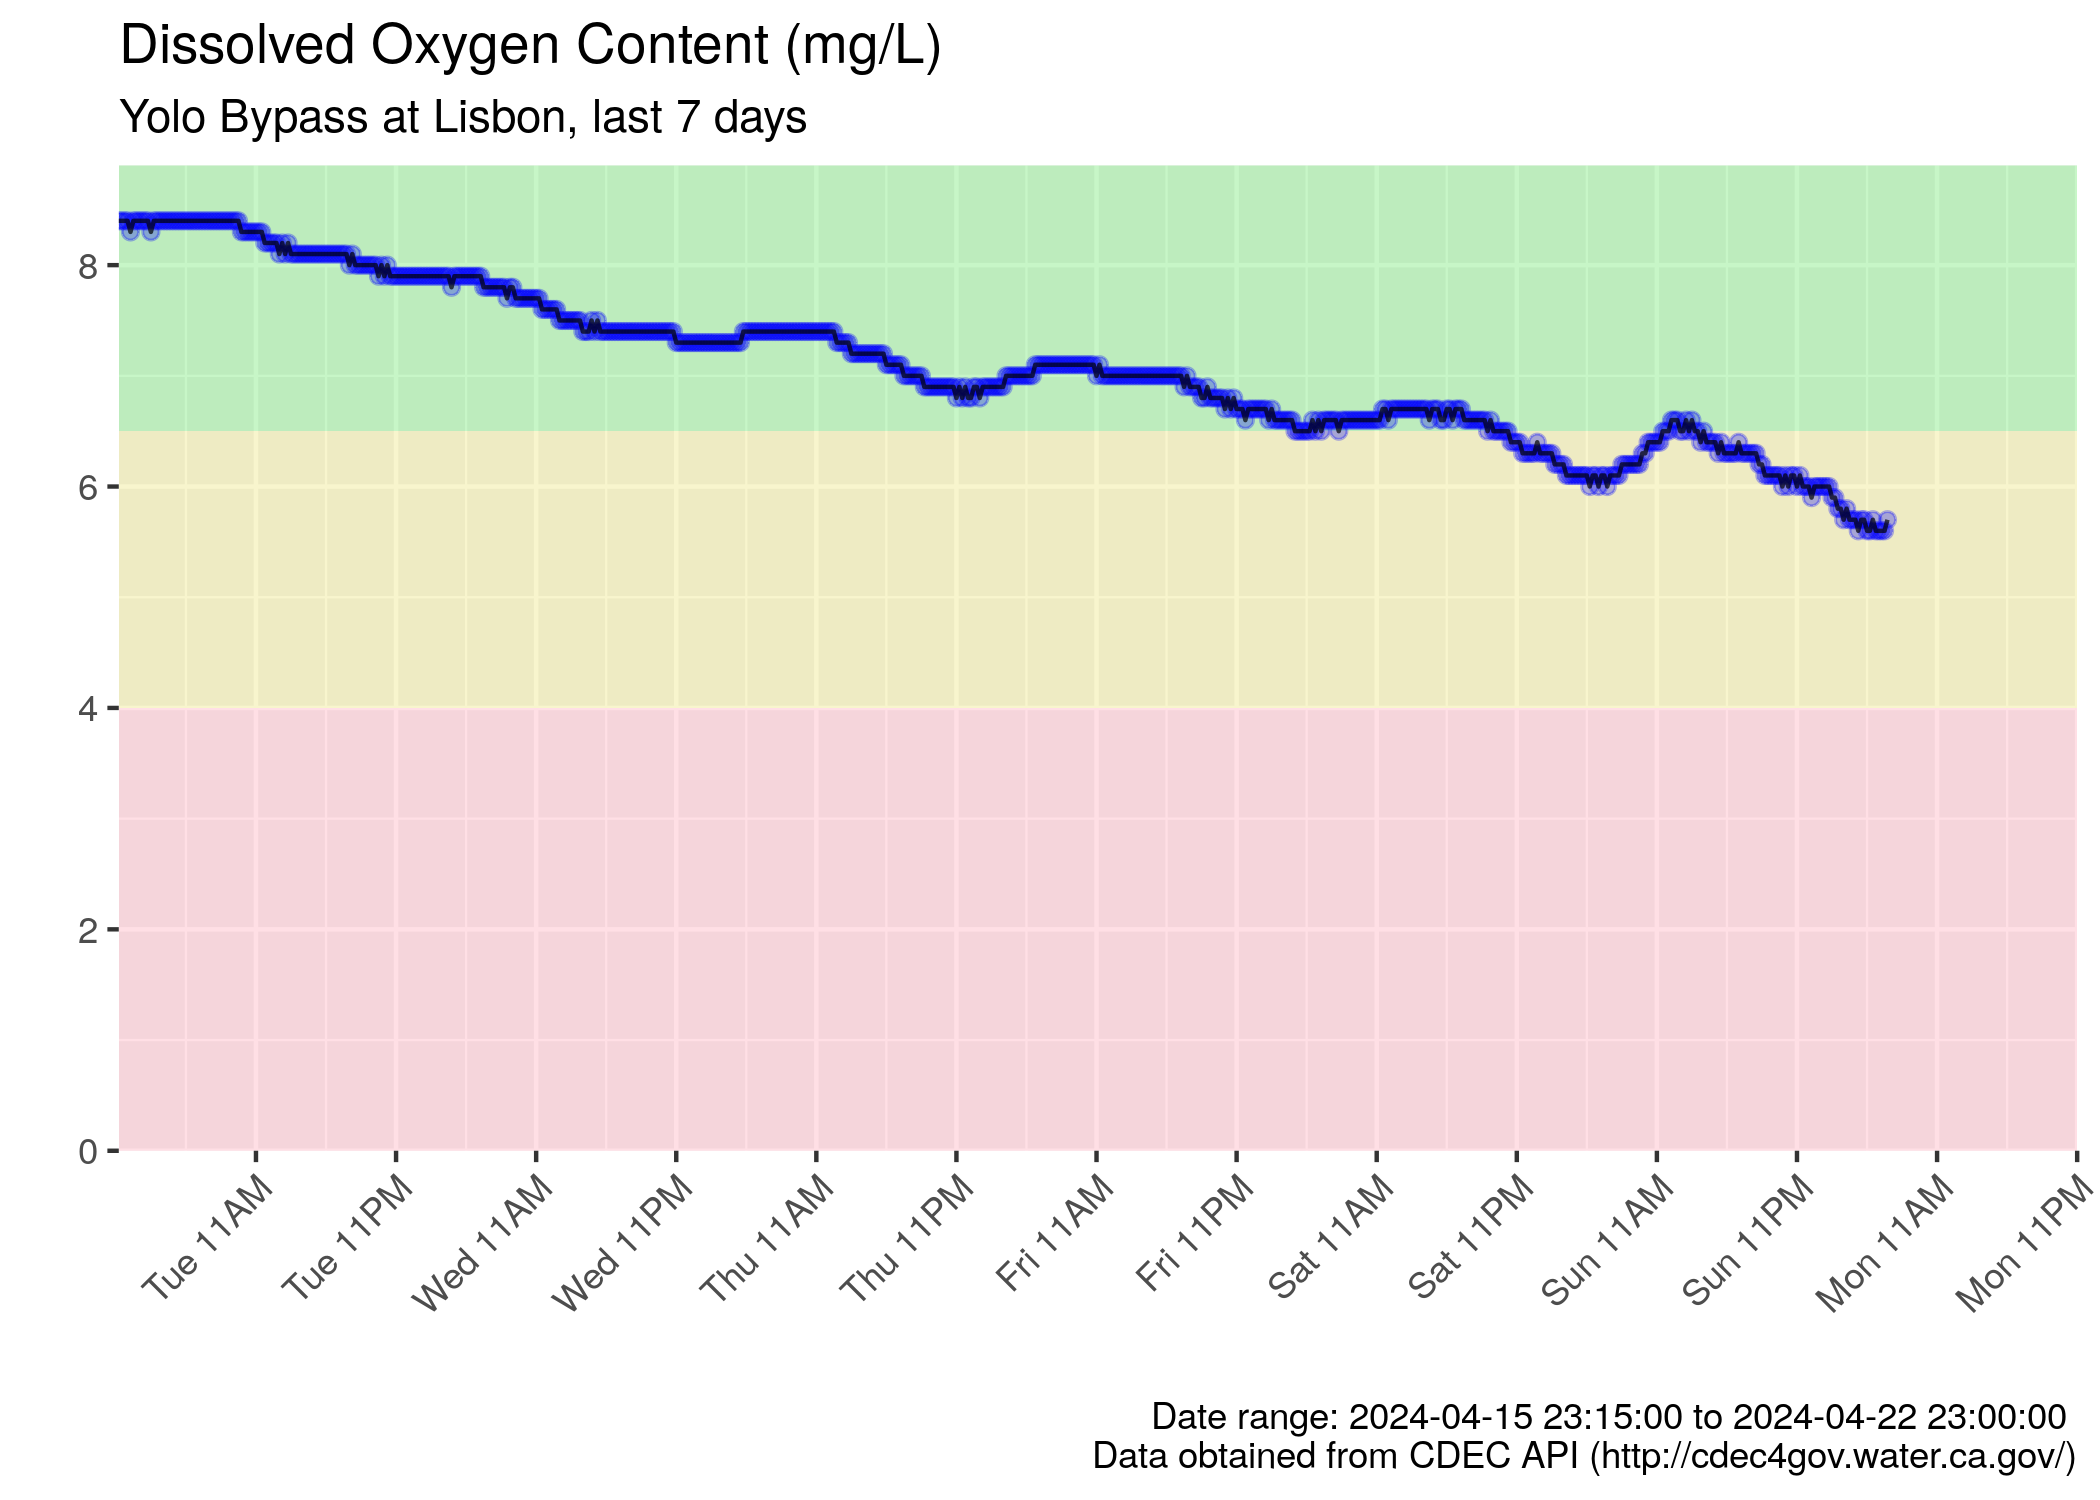 Dissolved Oxygen Content (mg/L)
Yolo Bypass at Lisbon, last 7 days
8
6
4
2
0
Tue 11AM
Tue 11PM
Wed 11AM
Wed 11PM
Thu 11AM
Thu 11PM
Fri 11AM
Fri 11PM
Sat 11AM
Sat 11PM
Sun 11AM
Sun 11PM
Mon 11AM
Mon 11PM
Date range: 2024-04-15 23:15:00 to 2024-04-22 23:00:00
Data obtained from CDEC API (http://cdec4gov.water.ca.gov/)